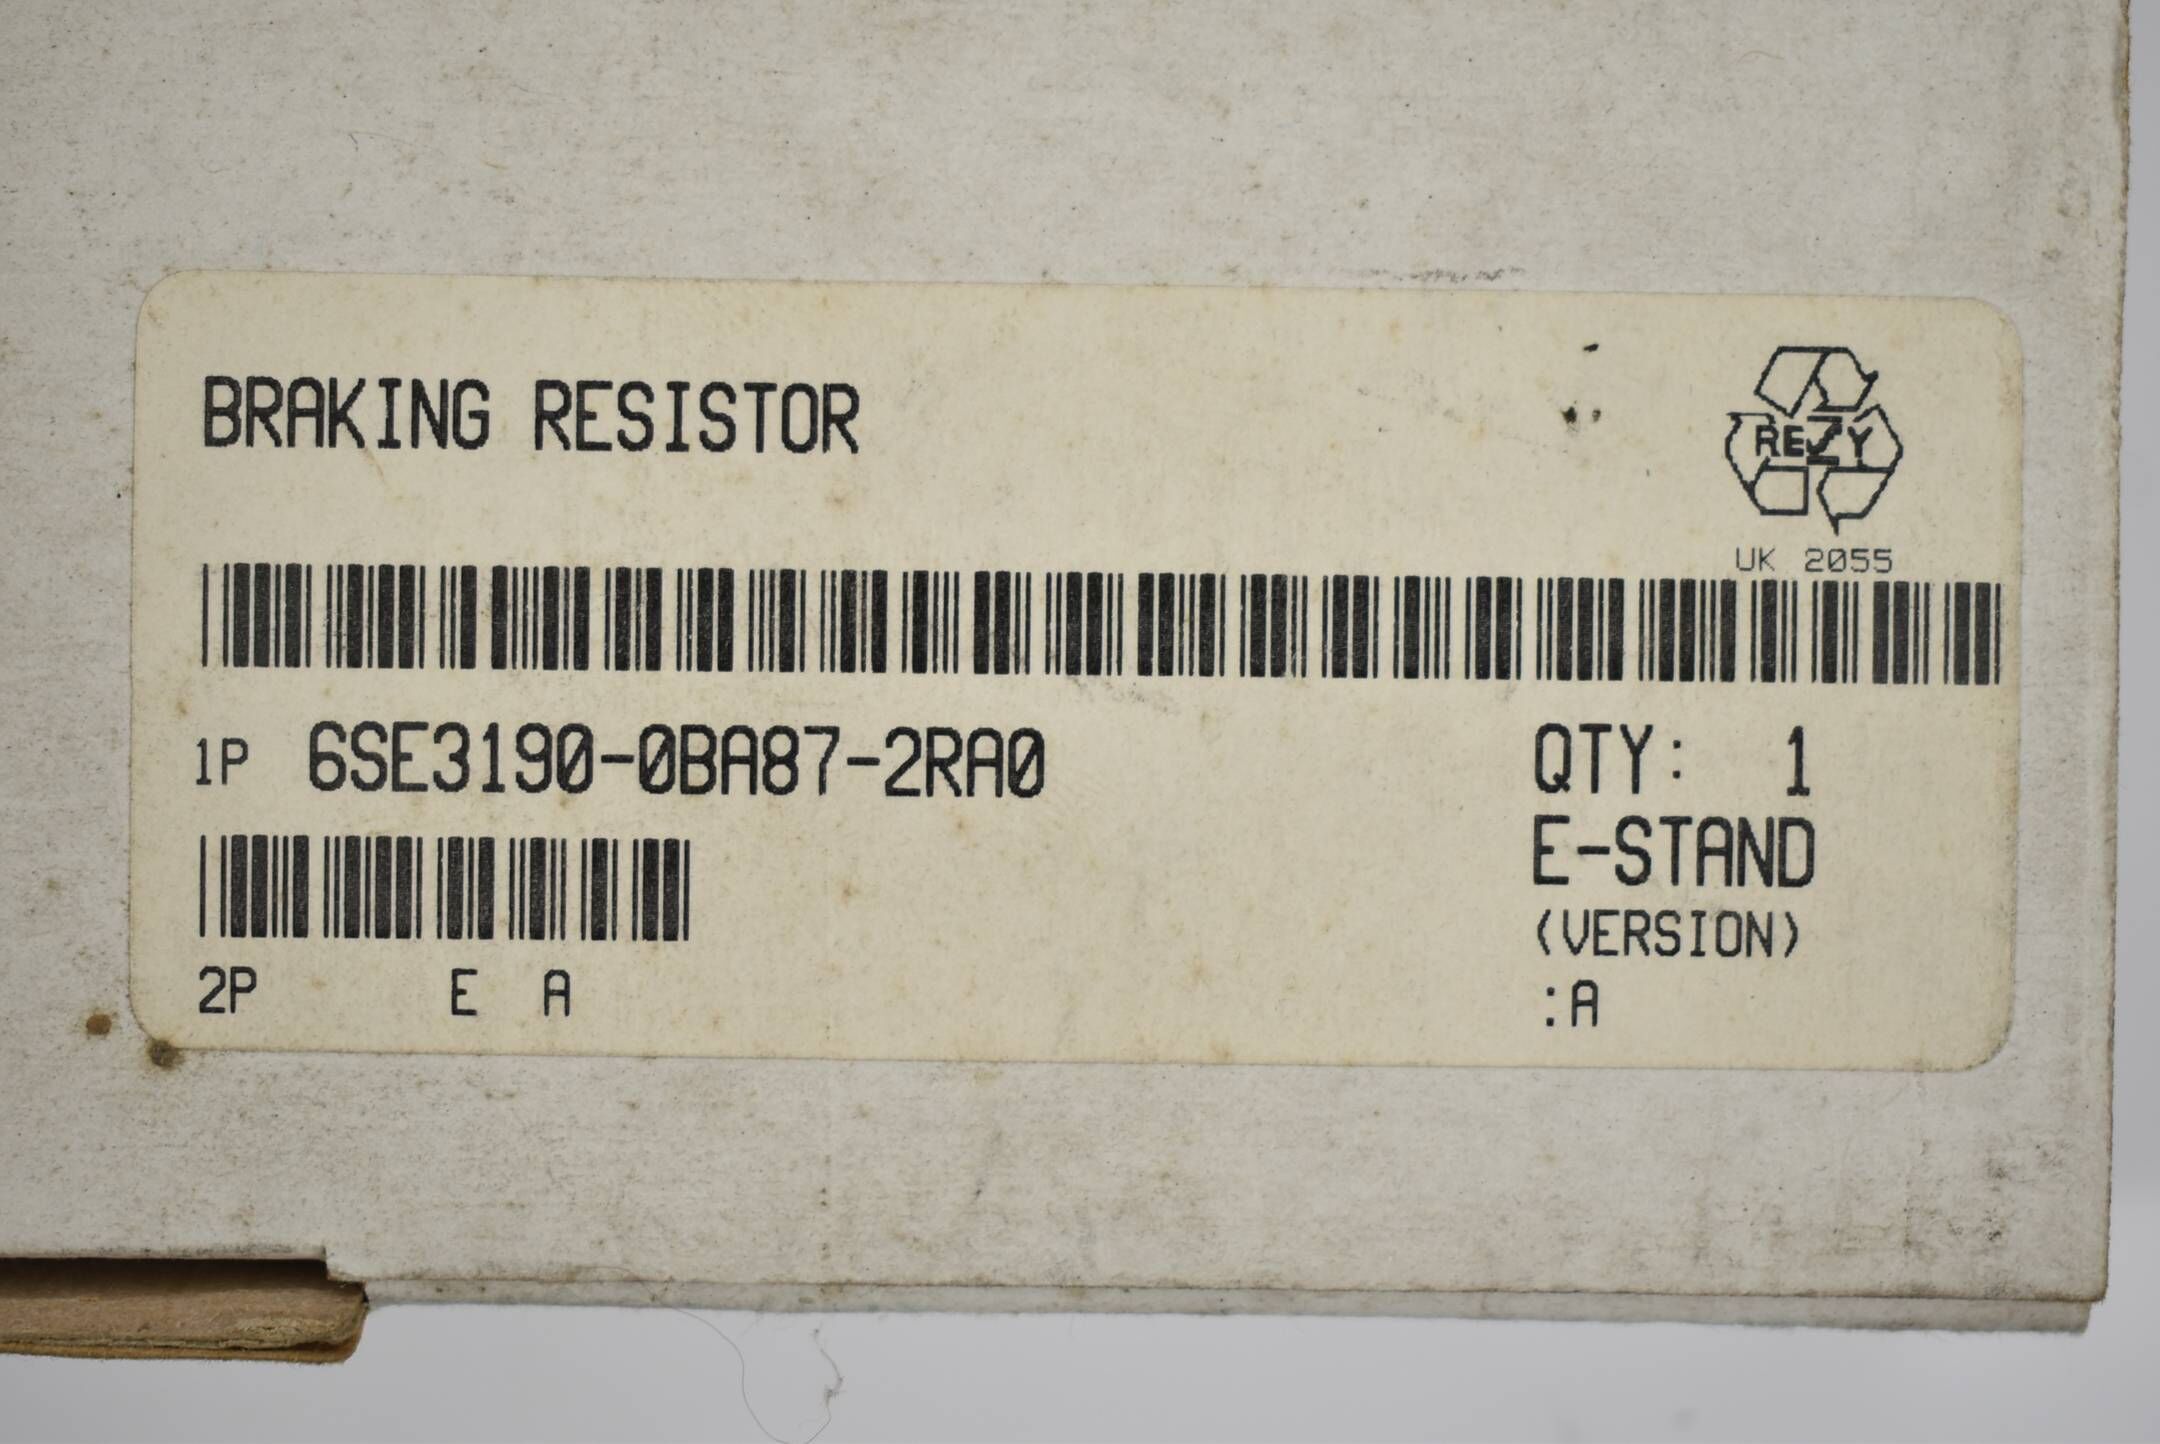 BRAKING RESISTOR
REZY
UK 2055
1P 6SE3190-0BA87-2RA0
QTY: 1
E-STAND
(VERSION)
:A
2P E A